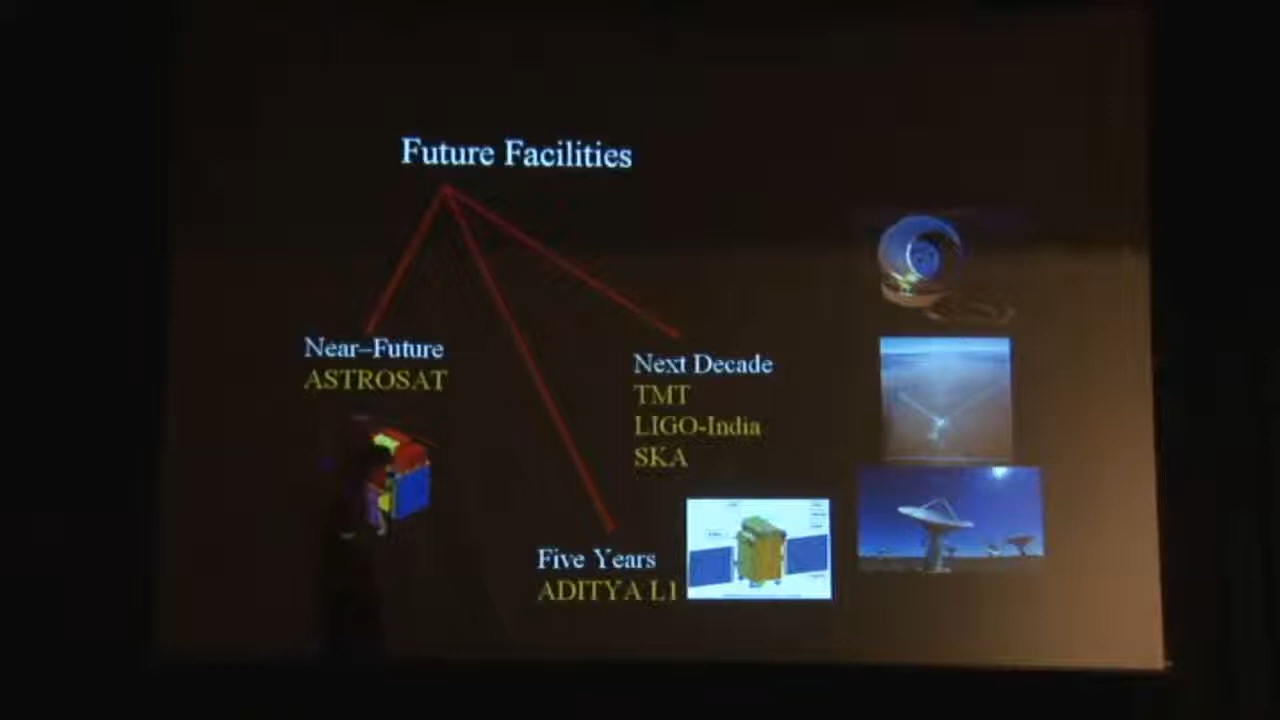 Future Facilities
Near–Future
ASTROSAT
Next Decade
TMT
LIGO-India
SKA
Five Years
ADITYA L1